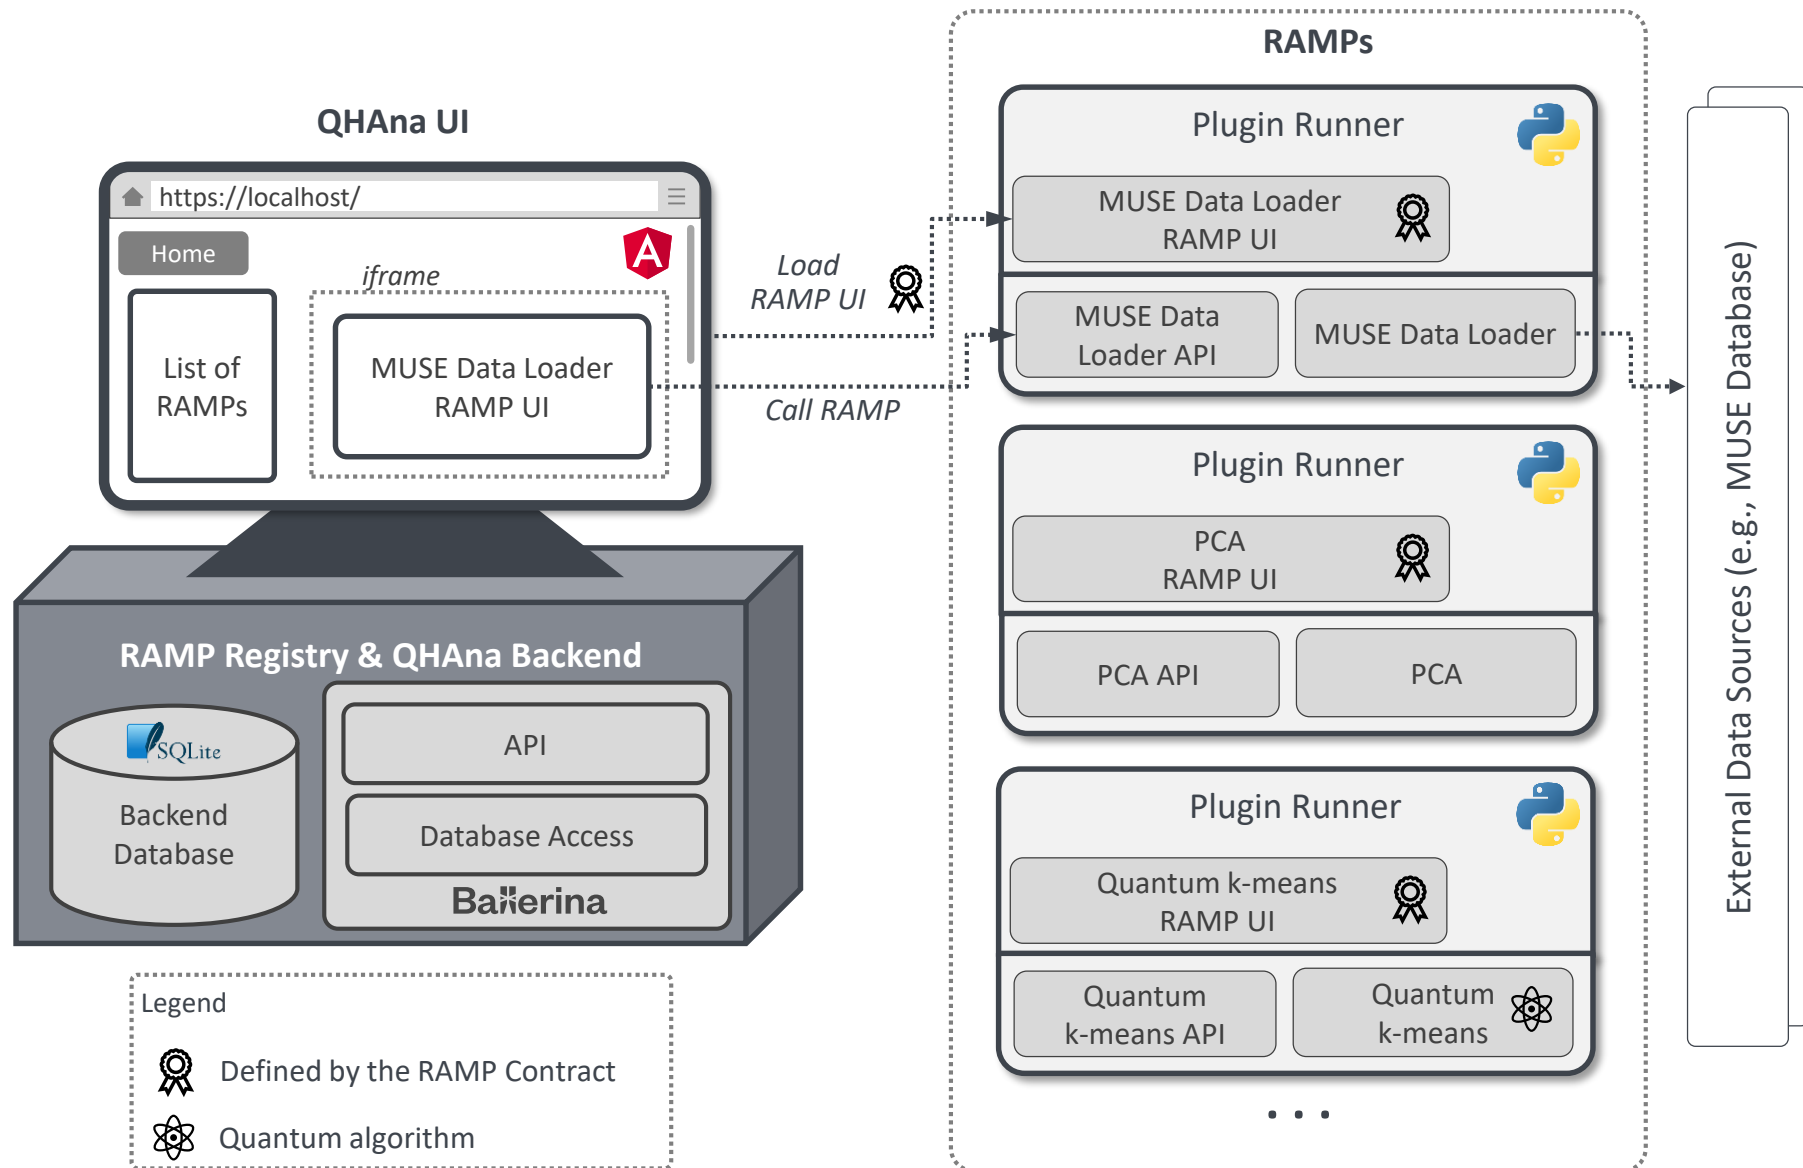 QHAna UI
https://localhost/
Home
iframe
List of
RAMPs
MUSE Data Loader
RAMP UI
Load
RAMP UI
Call RAMP
RAMP Registry & QHAna Backend
SQLite
Backend
Database
API
Database Access
Ballerina
Legend
Defined by the RAMP Contract
Quantum algorithm
RAMPs
Plugin Runner
MUSE Data Loader
RAMP UI
MUSE Data
Loader API
MUSE Data Loader
Plugin Runner
PCA
RAMP UI
PCA API
PCA
Plugin Runner
Quantum k-means
RAMP UI
Quantum
k-means API
Quantum
k-means
. . .
External Data Sources (e.g., MUSE Database)